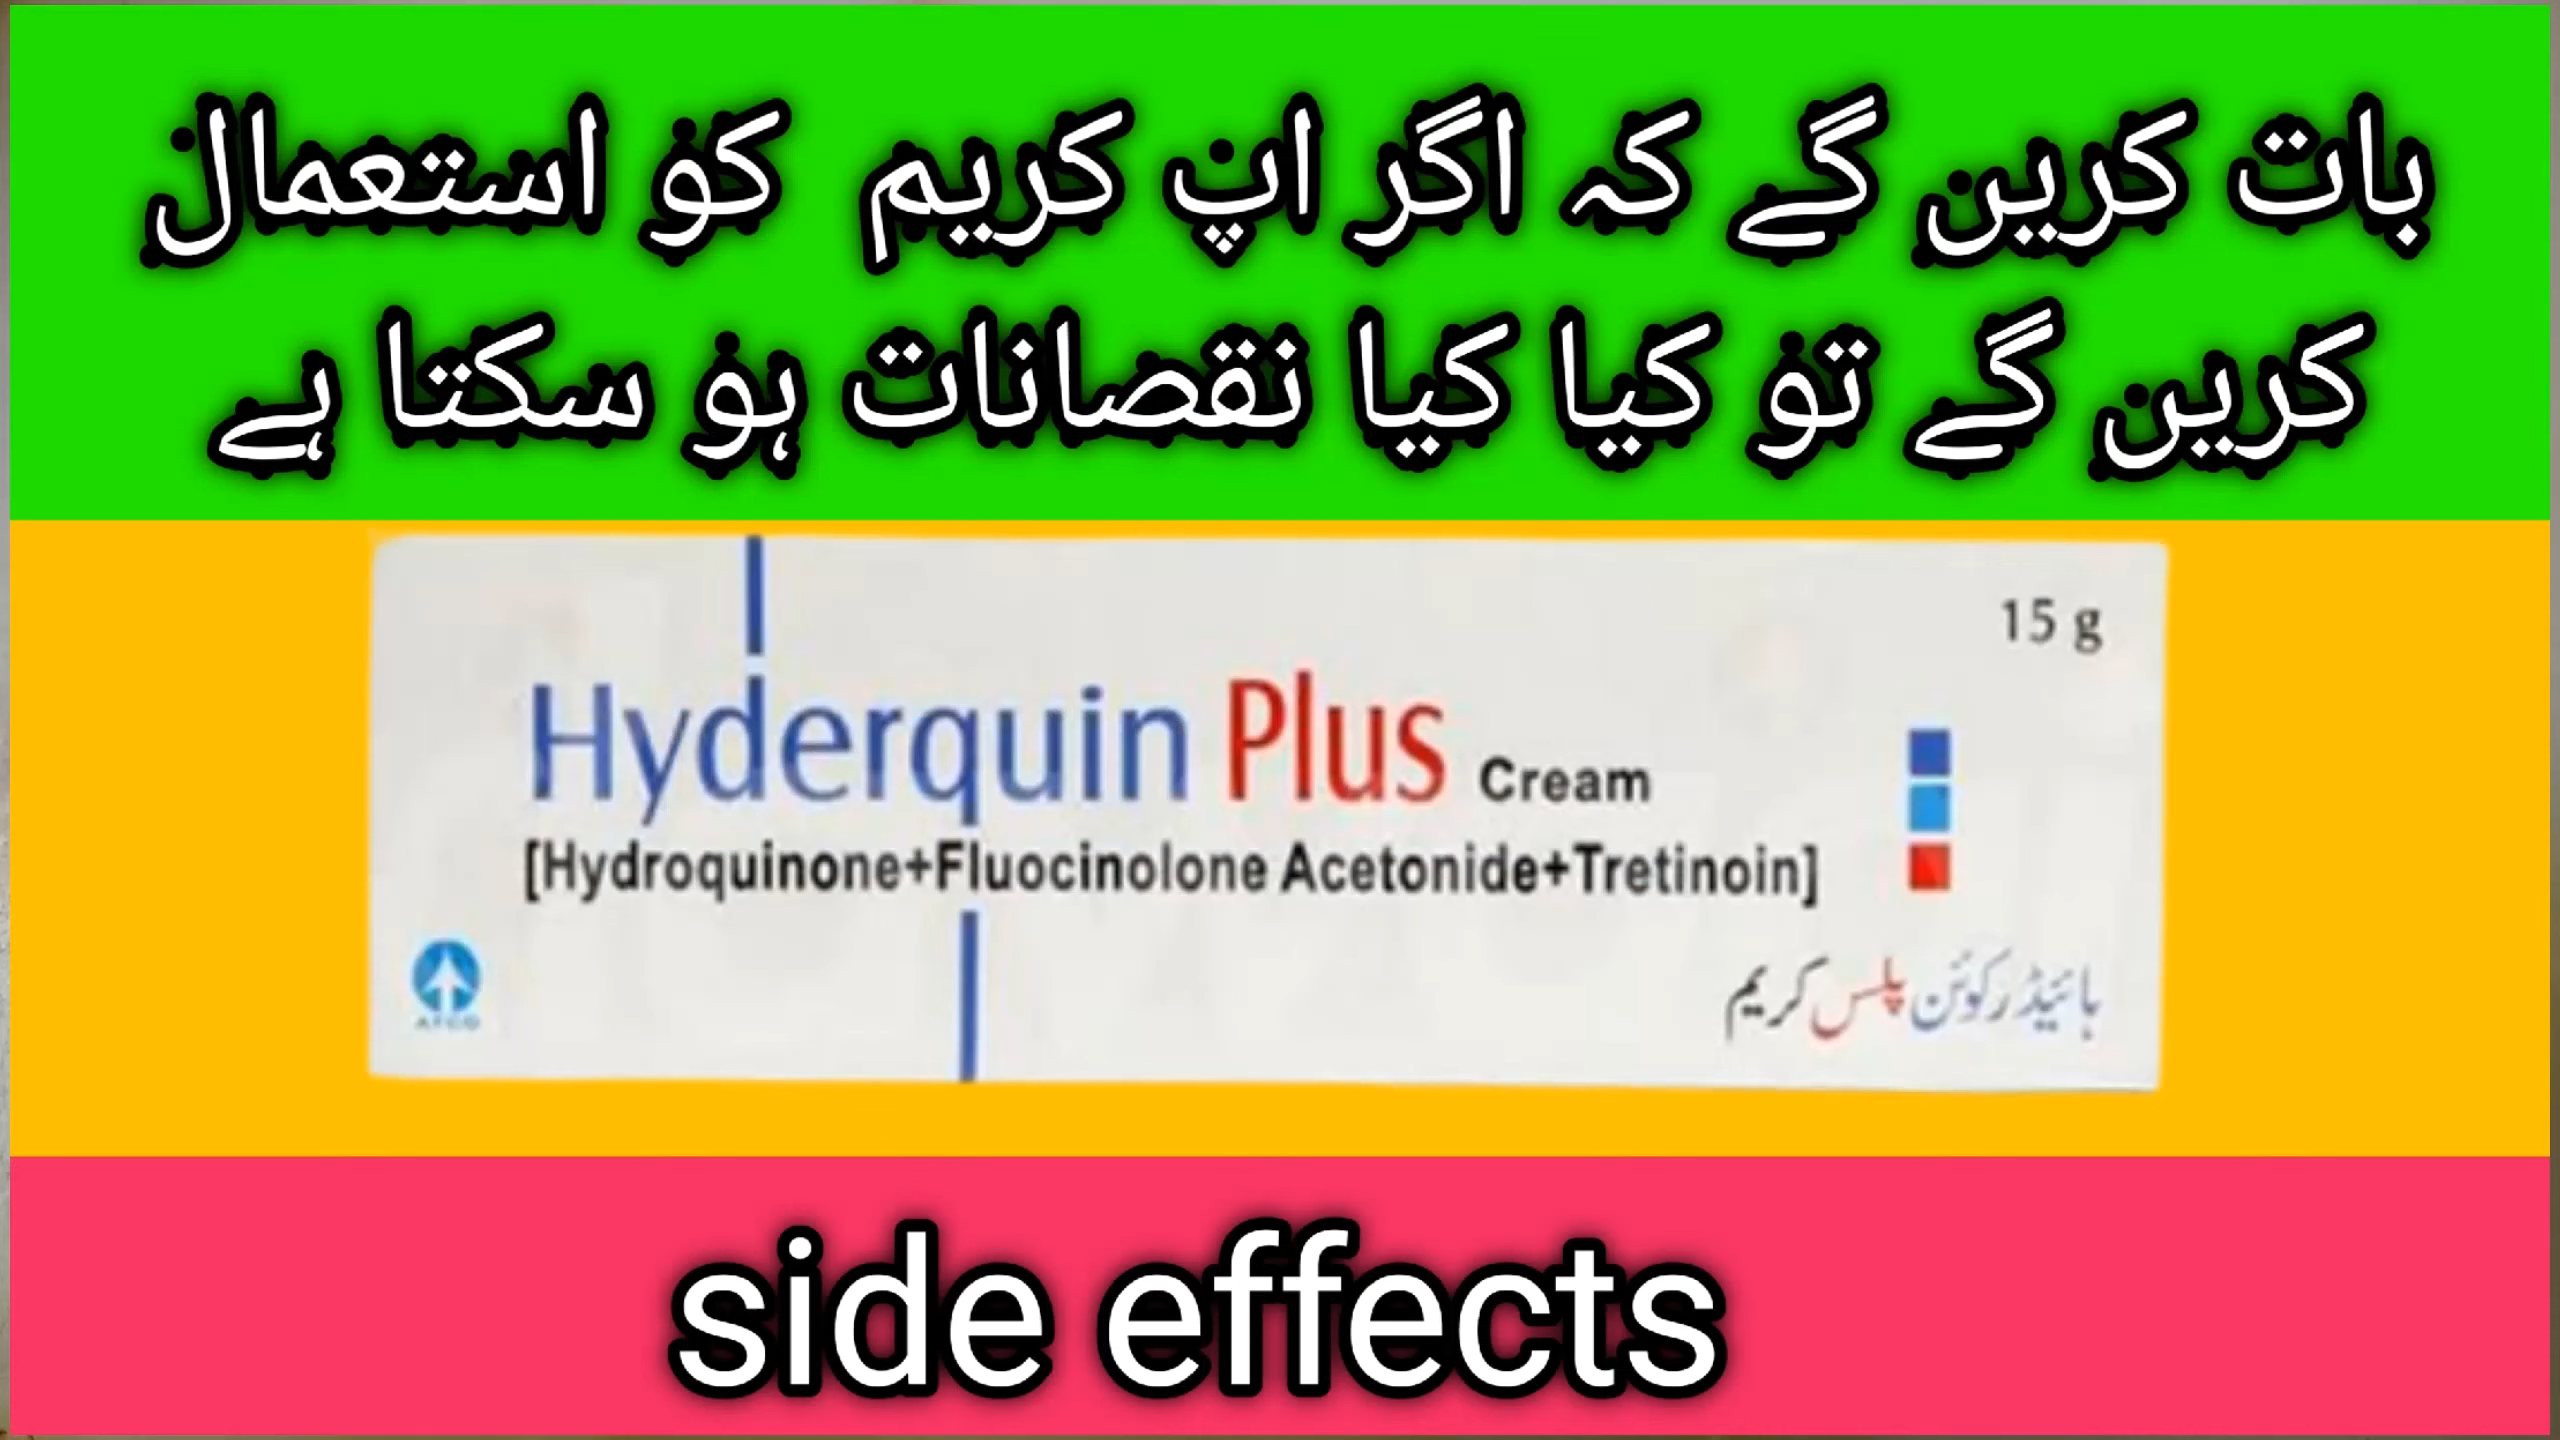 بات کریں گے کہ اگر اپ کریم کو استعمال
کریں گے تو کیا کیا نقصانات ہو سکتا ہے
15 g
Hyderquin Plus Cream
[Hydroquinone+Fluocinolone Acetonide+Tretinoin]
ATCO
ہائیڈرکوئن پلس کریم
side effects